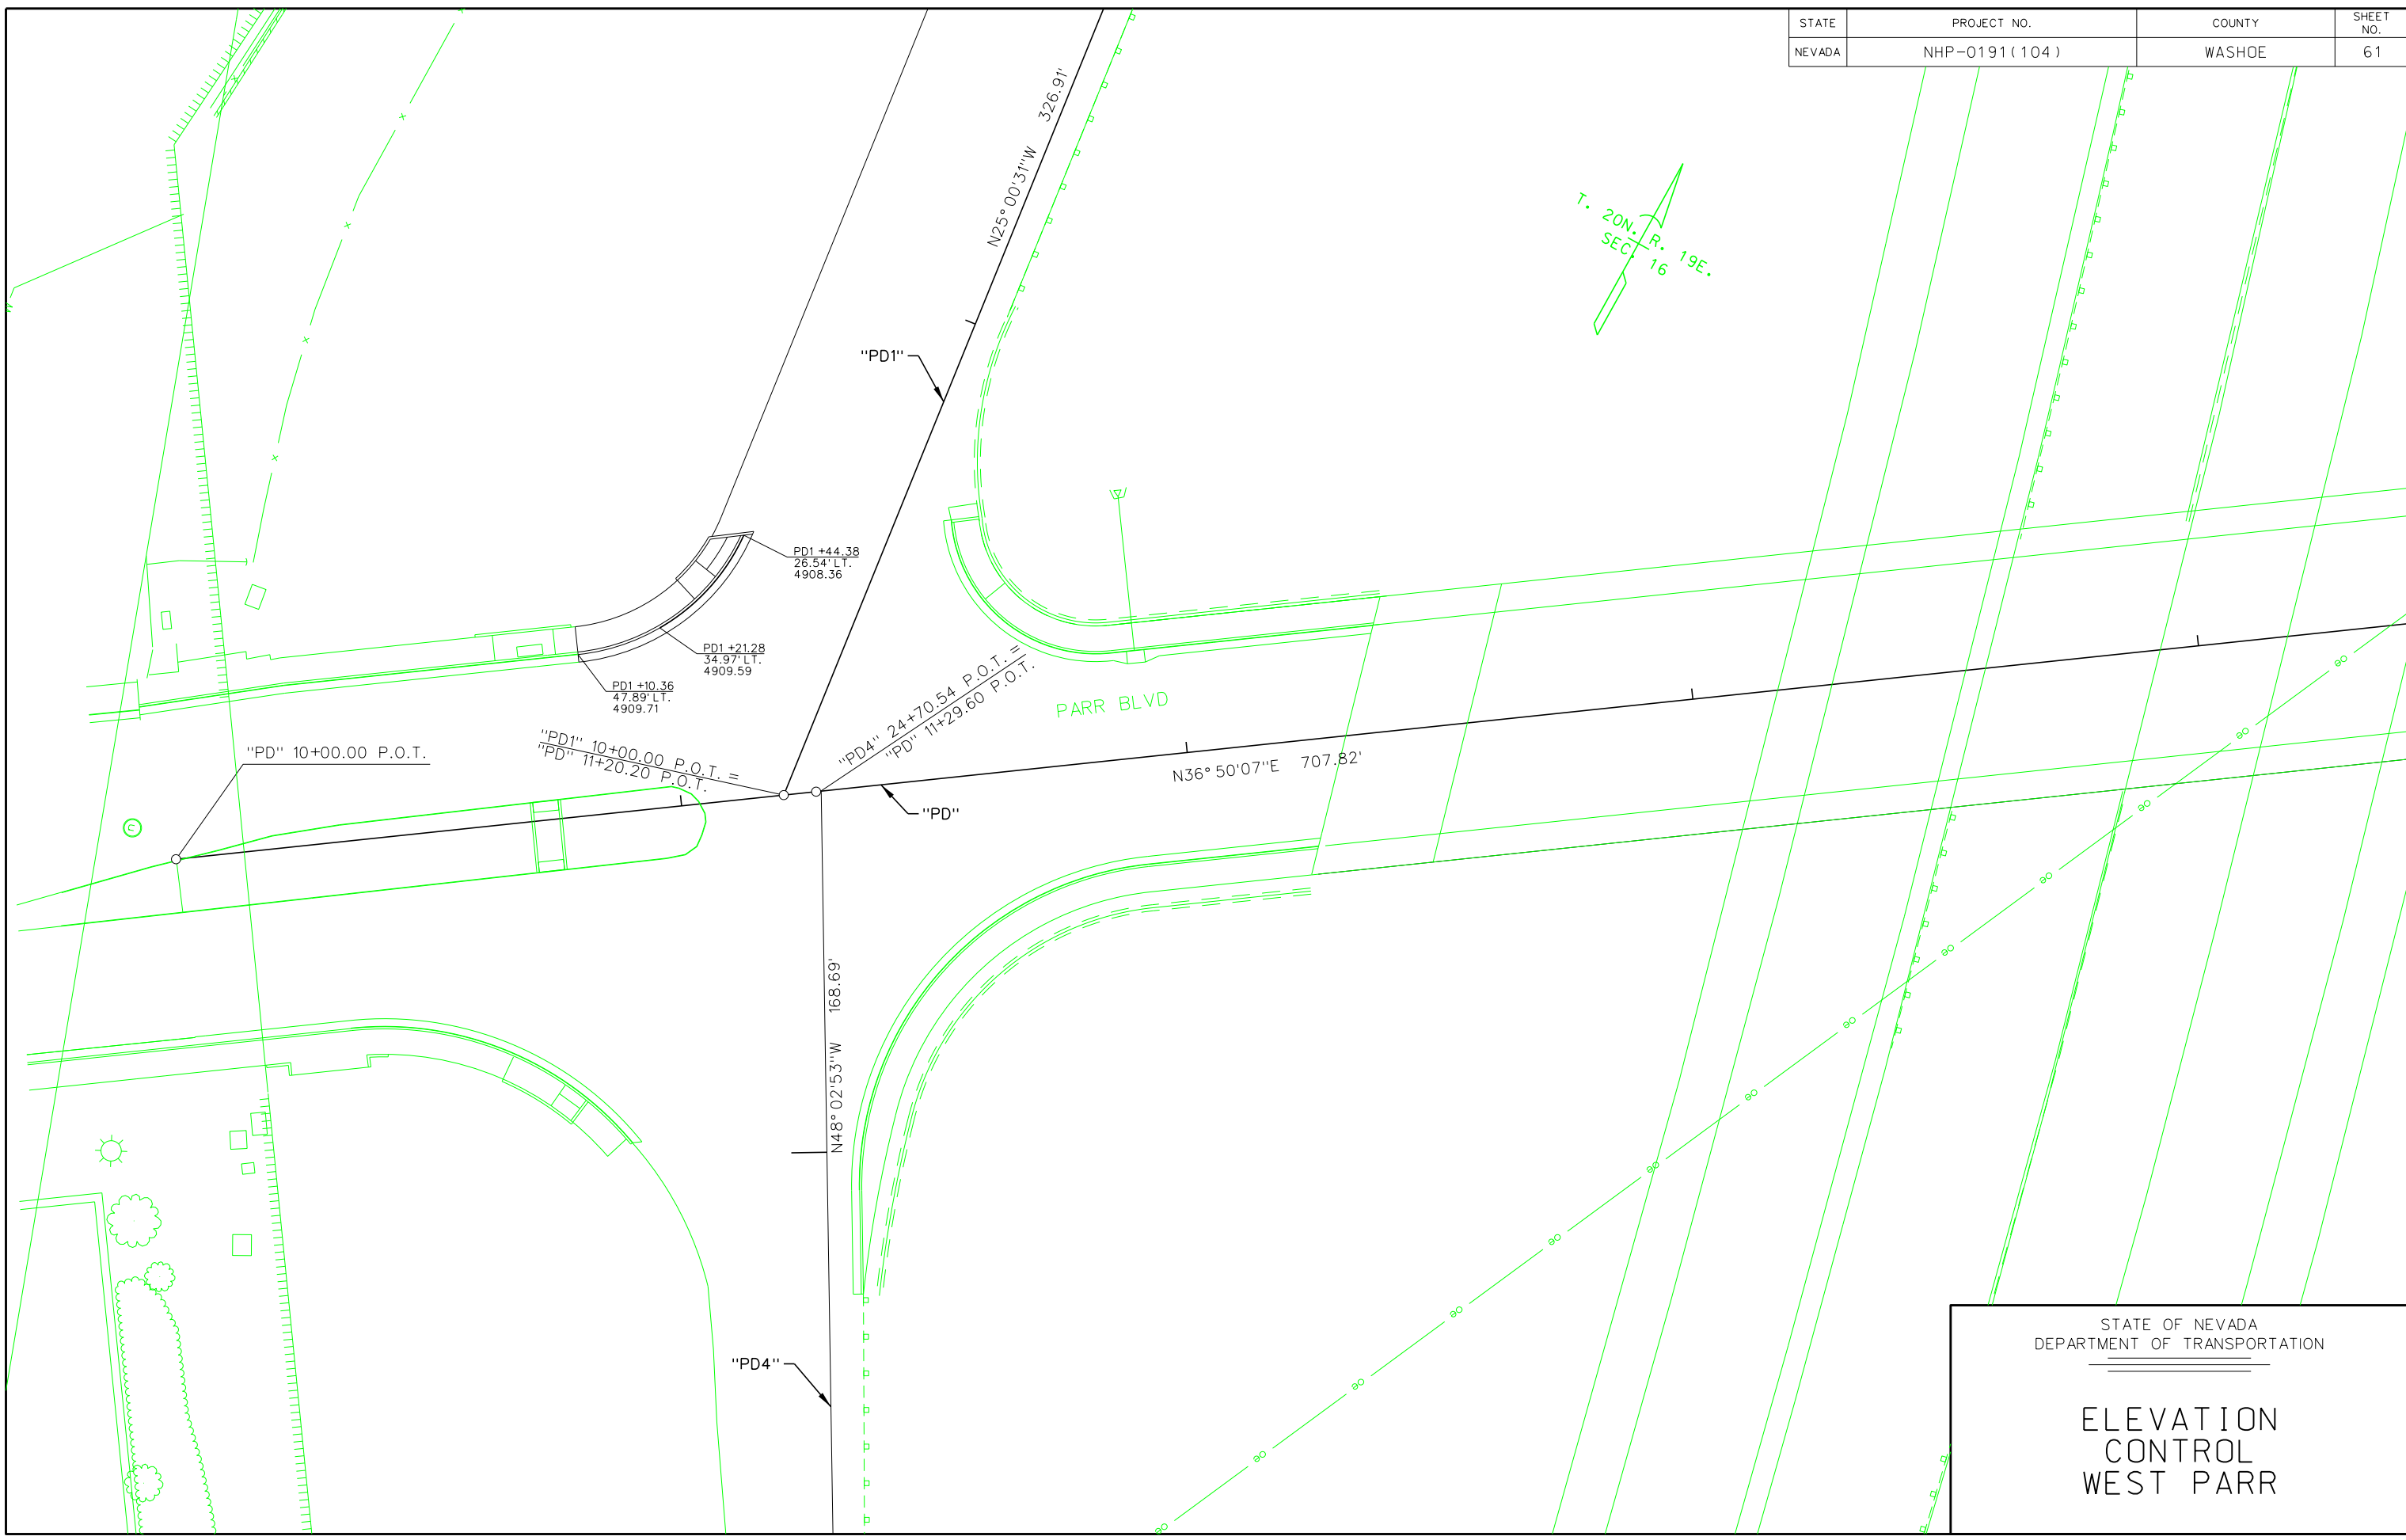 STATE PROJECT NO. COUNTY SHEET NO.
NEVADA NHP-0191(104) WASHOE 61
326.91'
N25°00'31"W
T. 20N. R. 19E.
SEC. 16
"PD1"
PD1 +44.38
26.54' LT.
4908.36
PD1 +21.28
34.97' LT.
4909.59
PD1 +10.36
47.89' LT.
4909.71
"PD4" 24+70.54 P.O.T. =
"PD" 11+29.60 P.O.T.
PARR BLVD
"PD" 10+00.00 P.O.T.
"PD1" 10+00.00 P.O.T. =
"PD" 11+20.20 P.O.T.
N36°50'07"E 707.82'
"PD"
C
168.69'
N48°02'53"W
"PD4"
STATE OF NEVADA
DEPARTMENT OF TRANSPORTATION
ELEVATION
CONTROL
WEST PARR